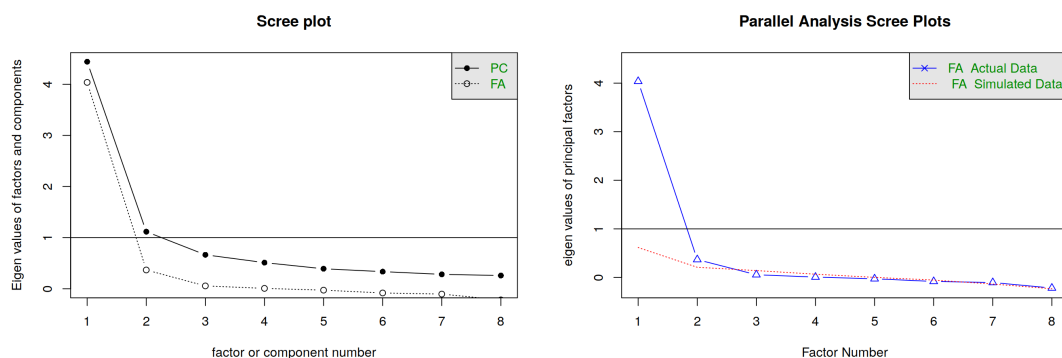 Scree plot
PC
FA
Eigen values of factors and components
4
3
2
1
0
1 2 3 4 5 6 7 8
factor or component number
Parallel Analysis Scree Plots
FA Actual Data
FA Simulated Data
eigen values of principal factors
4
3
2
1
0
1 2 3 4 5 6 7 8
Factor Number